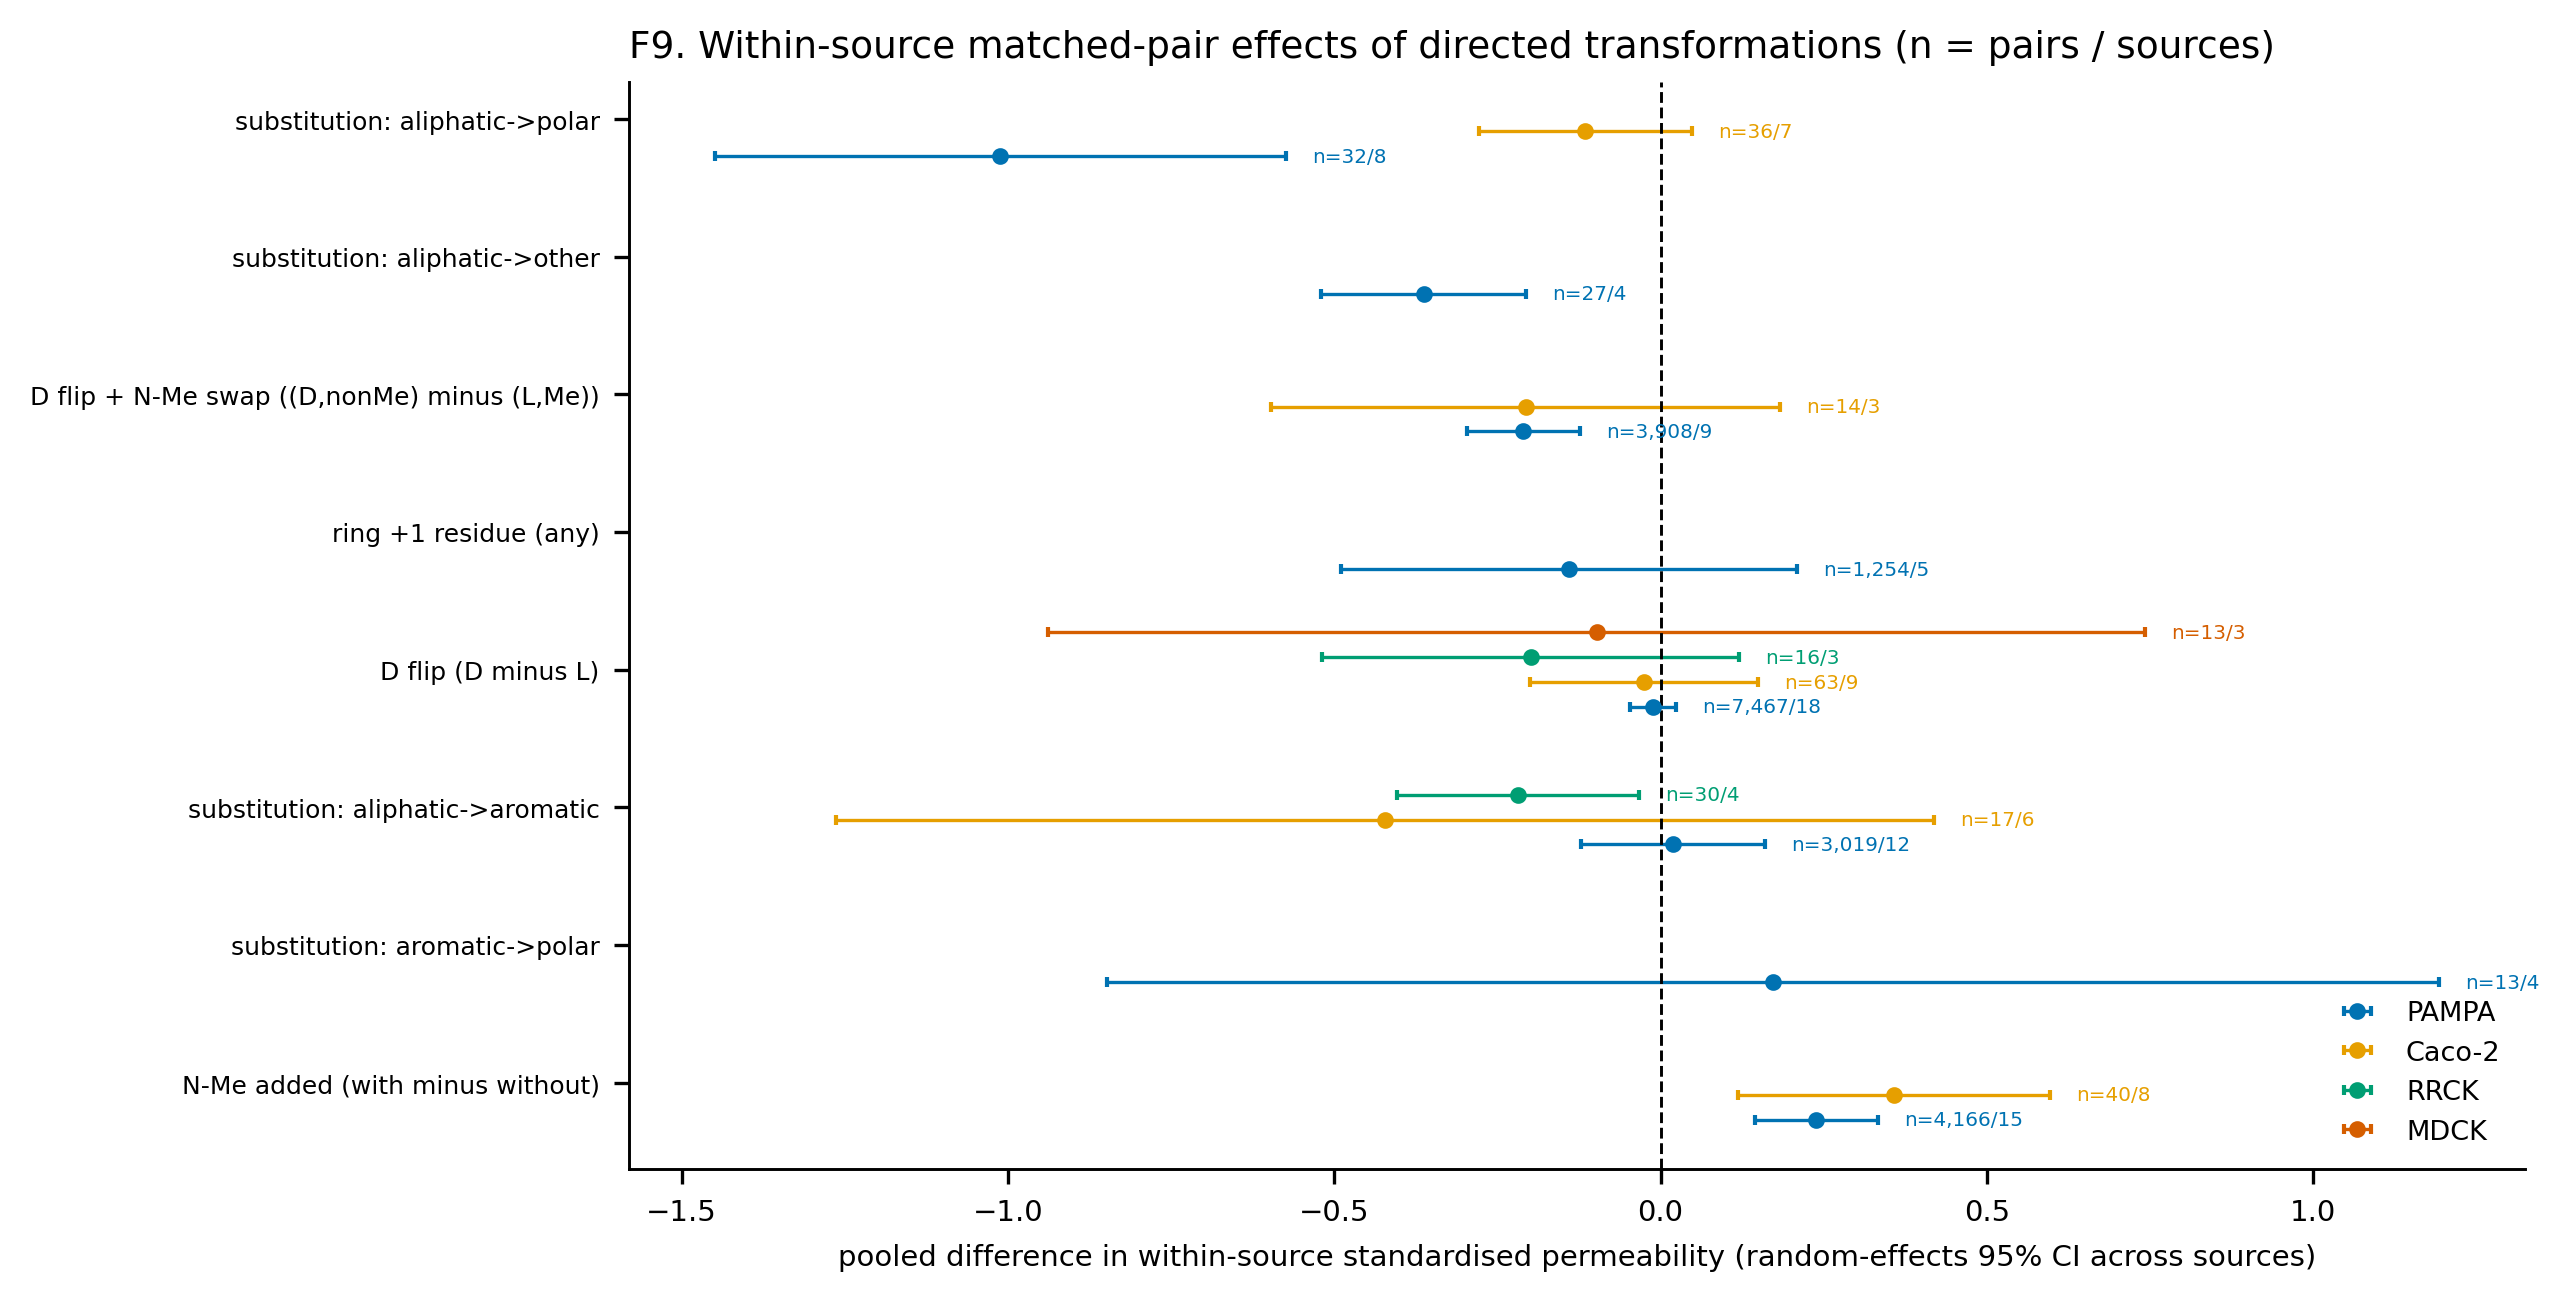 F9. Within-source matched-pair effects of directed transformations (n = pairs / sources)
substitution: aliphatic->polar
n=36/7
n=32/8
substitution: aliphatic->other
n=27/4
D flip + N-Me swap ((D,nonMe) minus (L,Me))
n=14/3
n=3,908/9
ring +1 residue (any)
n=1,254/5
n=13/3
D flip (D minus L)
n=16/3
n=63/9
n=7,467/18
substitution: aliphatic->aromatic
n=30/4
n=17/6
n=3,019/12
substitution: aromatic->polar
n=13/4
PAMPA
Caco-2
RRCK
MDCK
N-Me added (with minus without)
n=40/8
n=4,166/15
−1.5 −1.0 −0.5 0.0 0.5 1.0
pooled difference in within-source standardised permeability (random-effects 95% CI across sources)